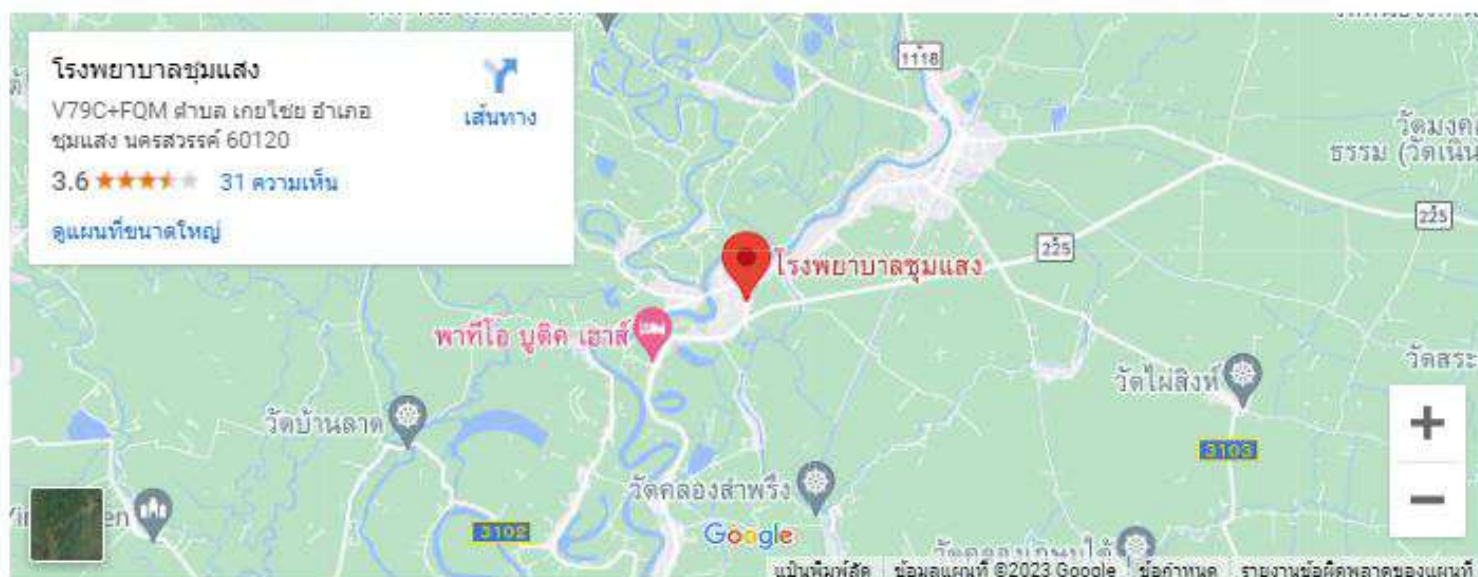 โรงพยาบาลชุมแสง
V79C+FQM ตำบล เกยไชย อำเภอ
ชุมแสง นครสวรรค์ 60120
3.6 31 ความเห็น
ดูแผนที่ขนาดใหญ่
เส้นทาง
1118
วัดมงคล
ธรรม (วัดเนิน
225
225
โรงพยาบาลชุมแสง
พาทีโอ บูติค เฮาส์
วัดสระ
วัดไผ่สิงห์
วัดบ้านลาด
3103
วัดคลองสำพริ้ง
3102
Google
แป้นพิมพ์ลัด ข้อมูลแผนที่ ©2023 Google ข้อกำหนด รายงานข้อผิดพลาดของแผนที่